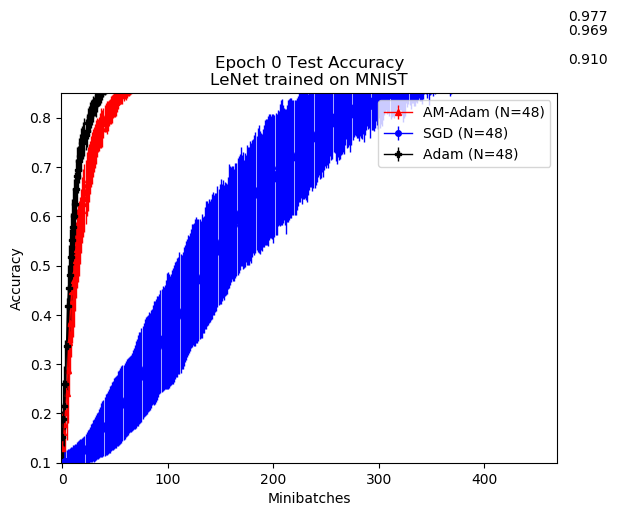 0.977
0.969
0.910
Epoch 0 Test Accuracy
LeNet trained on MNIST
AM-Adam (N=48)
SGD (N=48)
Adam (N=48)
Accuracy
0.8
0.7
0.6
0.5
0.4
0.3
0.2
0.1
0 100 200 300 400
Minibatches